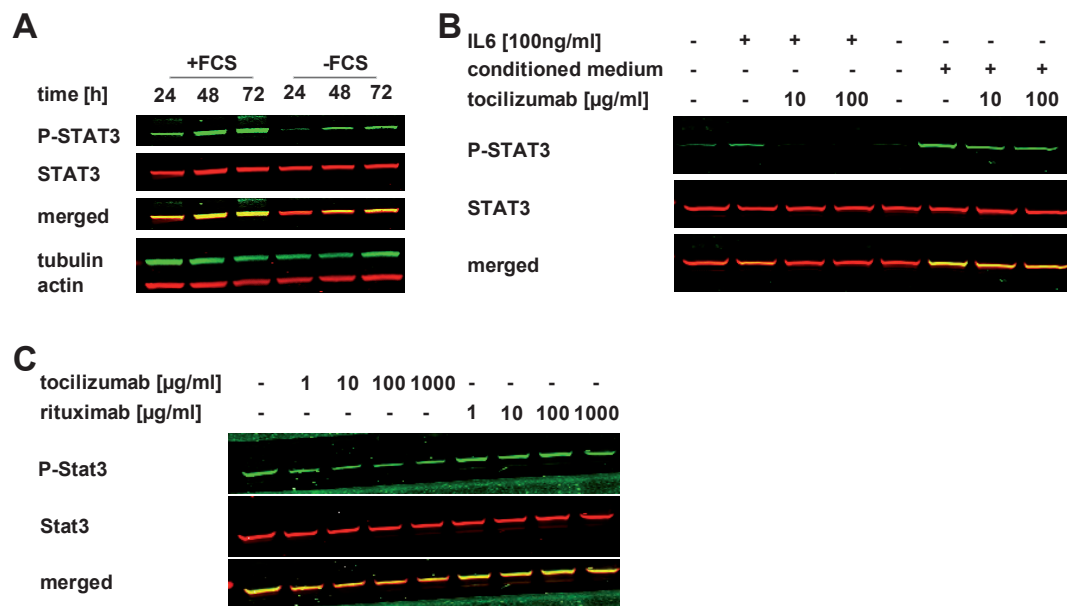 A
+FCS -FCS
time [h] 24 48 72 24 48 72
P-STAT3
STAT3
merged
tubulin
actin
B
IL6 [100ng/ml] - + + + - - - -
conditioned medium - - - - - + + +
tocilizumab [µg/ml] - - 10 100 - - 10 100
P-STAT3
STAT3
merged
C
tocilizumab [µg/ml] - 1 10 100 1000 - - - -
rituximab [µg/ml] - - - - - 1 10 100 1000
P-Stat3
Stat3
merged